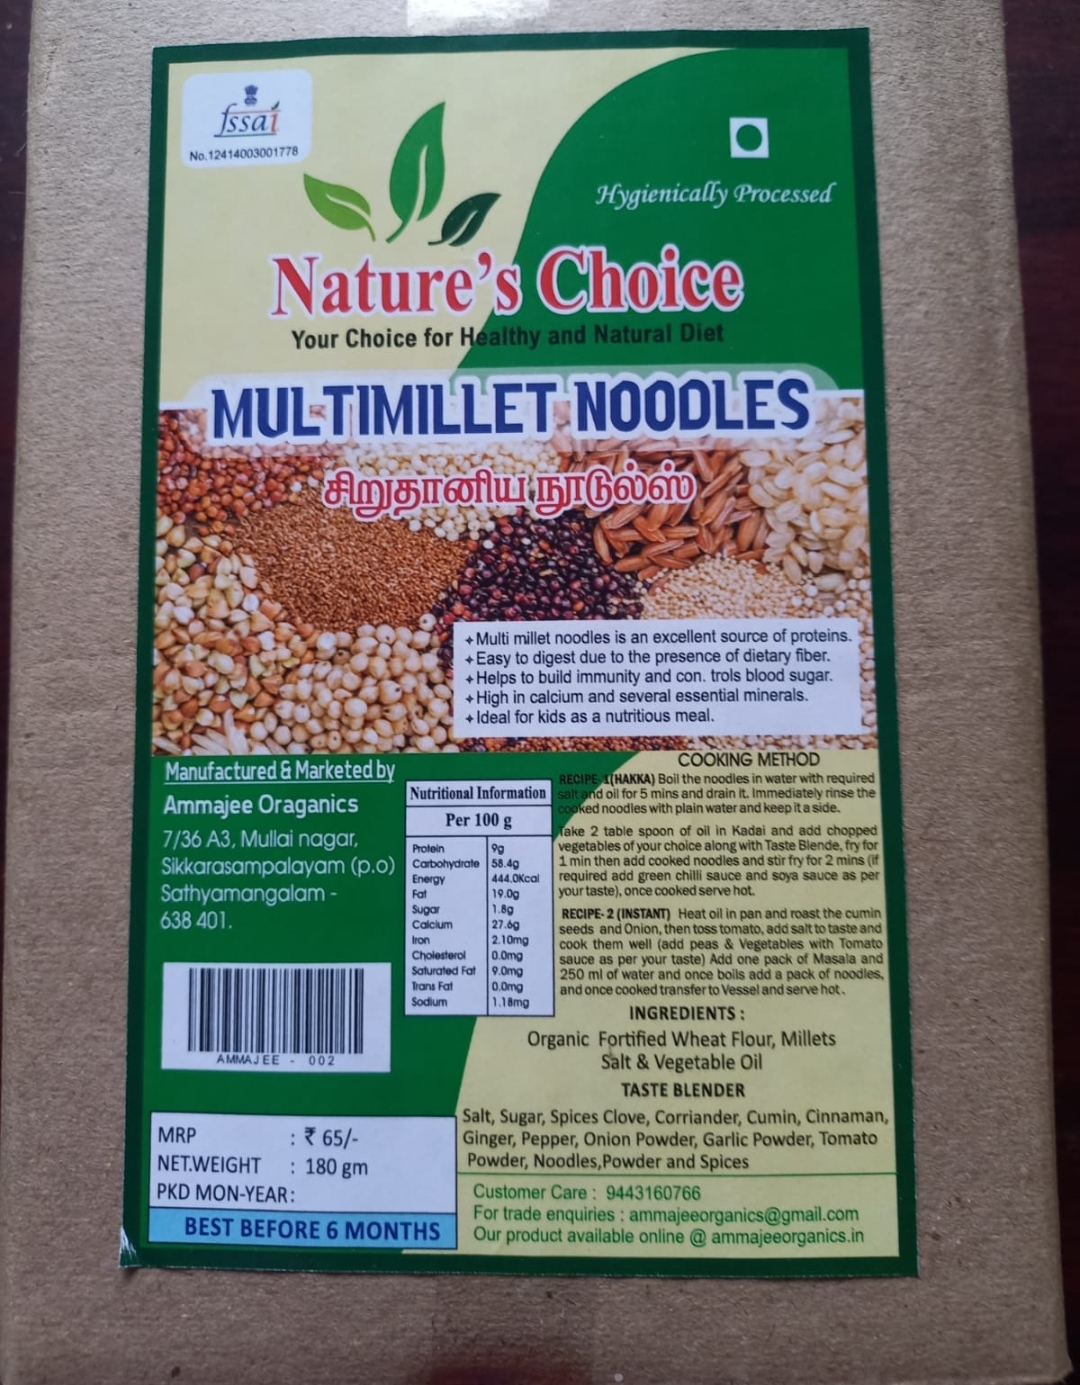 fssai
No.12414003001778
Hygienically Processed
Nature's Choice
Your Choice for Healthy and Natural Diet
MULTIMILLET NOODLES
சிறுதானிய நூடுல்ஸ்
+Multi millet noodles is an excellent source of proteins.
+Easy to digest due to the presence of dietary fiber.
+Helps to build immunity and con. trols blood sugar.
+High in calcium and several essential minerals.
+Ideal for kids as a nutritious meal.
Manufactured & Marketed by
Ammajee Oraganics
7/36 A3, Mullai nagar,
Sikkarasampalayam (p.o)
Sathyamangalam -
638 401.
Nutritional Information
Per 100 g
Protein 9g
Carbohydrate 58.4g
Energy 444.0Kcal
Fat 19.0g
Sugar 1.8g
Calcium 27.6g
Iron 2.10mg
Cholesterol 0.0mg
Saturated Fat 9.0mg
Trans Fat 0.0mg
Sodium 1.18mg
COOKING METHOD
RECIPE-1(HAKKA) Boil the noodles in water with required
salt and oil for 5 mins and drain it. Immediately rinse the
cooked noodles with plain water and keep it a side.
Take 2 table spoon of oil in Kadai and add chopped
vegetables of your choice along with Taste Blende, fry for
1 min then add cooked noodles and stir fry for 2 mins (if
required add green chilli sauce and soya sauce as per
your taste), once cooked serve hot.
RECIPE- 2 (INSTANT) Heat oil in pan and roast the cumin
seeds and Onion, then toss tomato, add salt to taste and
cook them well (add peas & Vegetables with Tomato
sauce as per your taste) Add one pack of Masala and
250 ml of water and once boils add a pack of noodles,
and once cooked transfer to Vessel and serve hot.
INGREDIENTS :
Organic Fortified Wheat Flour, Millets
Salt & Vegetable Oil
TASTE BLENDER
Salt, Sugar, Spices Clove, Corriander, Cumin, Cinnaman,
Ginger, Pepper, Onion Powder, Garlic Powder, Tomato
Powder, Noodles,Powder and Spices
AMMAJEE - 002
MRP : ₹ 65/-
NET.WEIGHT : 180 gm
PKD MON-YEAR:
BEST BEFORE 6 MONTHS
Customer Care : 9443160766
For trade enquiries : ammajeeorganics@gmail.com
Our product available online @ ammajeeorganics.in